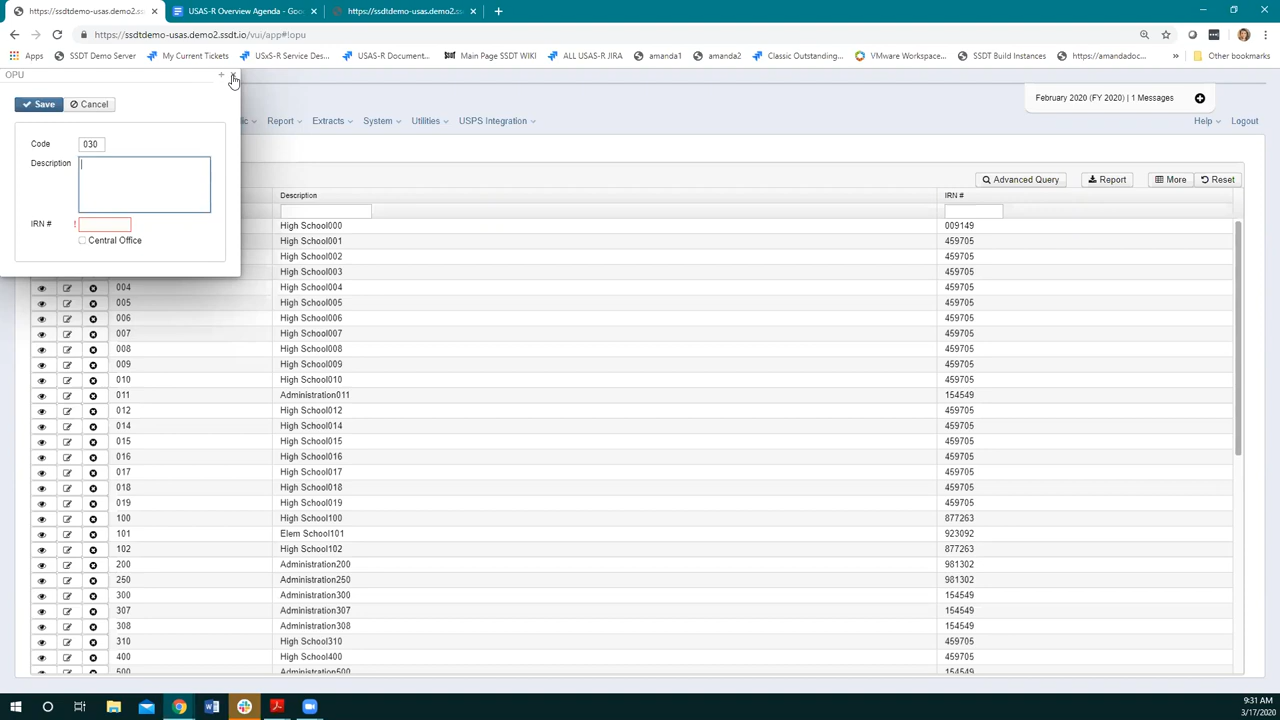 https://ssdtdemo-usas.demo2.ssdt.i × USAS-R Overview Agenda - Goo × https://ssdtdemo-usas.demo2.ssdt × +
ssdtdemo-usas.demo2.ssdt.io/vui/app#!opu
Apps SSDT Demo Server My Current Tickets USxS-R Service Des... USAS-R Document... Main Page SSDT WIKI ALL USAS-R JIRA amanda1 amanda2 Classic Outstanding... VMware Workspace... SSDT Build Instances https://amandadoc... » Other bookmarks
OPU
Save Cancel February 2020 (FY 2020) | 1 Messages
Report Extracts System Utilities USPS Integration Help Logout
Code 030
Description
IRN # !
Central Office
Advanced Query Report More Reset
Description IRN #
High School000 009149
High School001 459705
High School002 459705
High School003 459705
004 High School004 459705
005 High School005 459705
006 High School006 459705
007 High School007 459705
008 High School008 459705
009 High School009 459705
010 High School010 459705
011 Administration011 154549
012 High School012 459705
014 High School014 459705
015 High School015 459705
016 High School016 459705
017 High School017 459705
018 High School018 459705
019 High School019 459705
100 High School100 877263
101 Elem School101 923092
102 High School102 877263
200 Administration200 981302
250 Administration250 981302
300 Administration300 154549
307 Administration307 154549
308 Administration308 154549
310 High School310 459705
400 High School400 459705
500 Administration500 154549
9:31 AM
3/17/2020